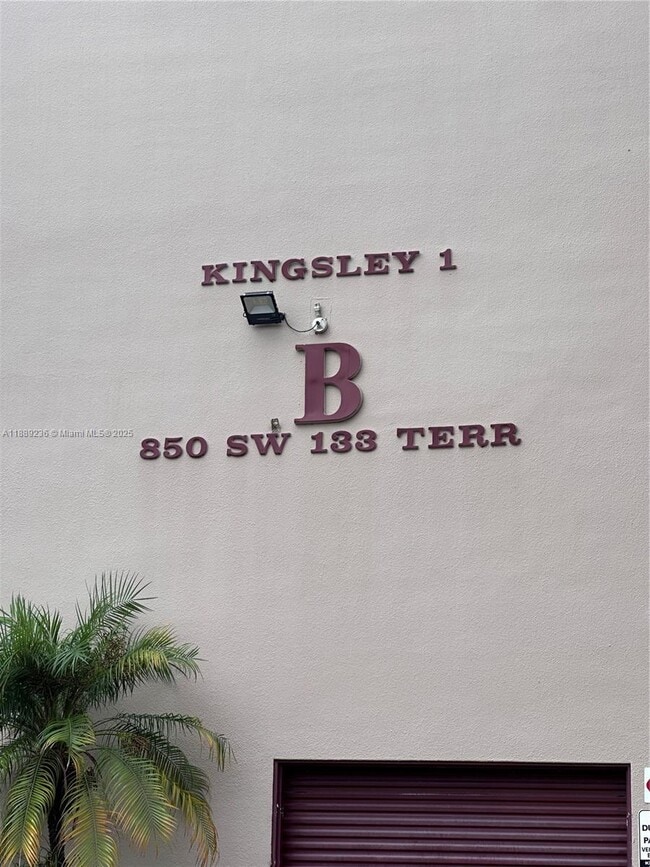 KINGSLEY 1
B
A11889236 © Miami MLS® 2025
850 SW 133 TERR